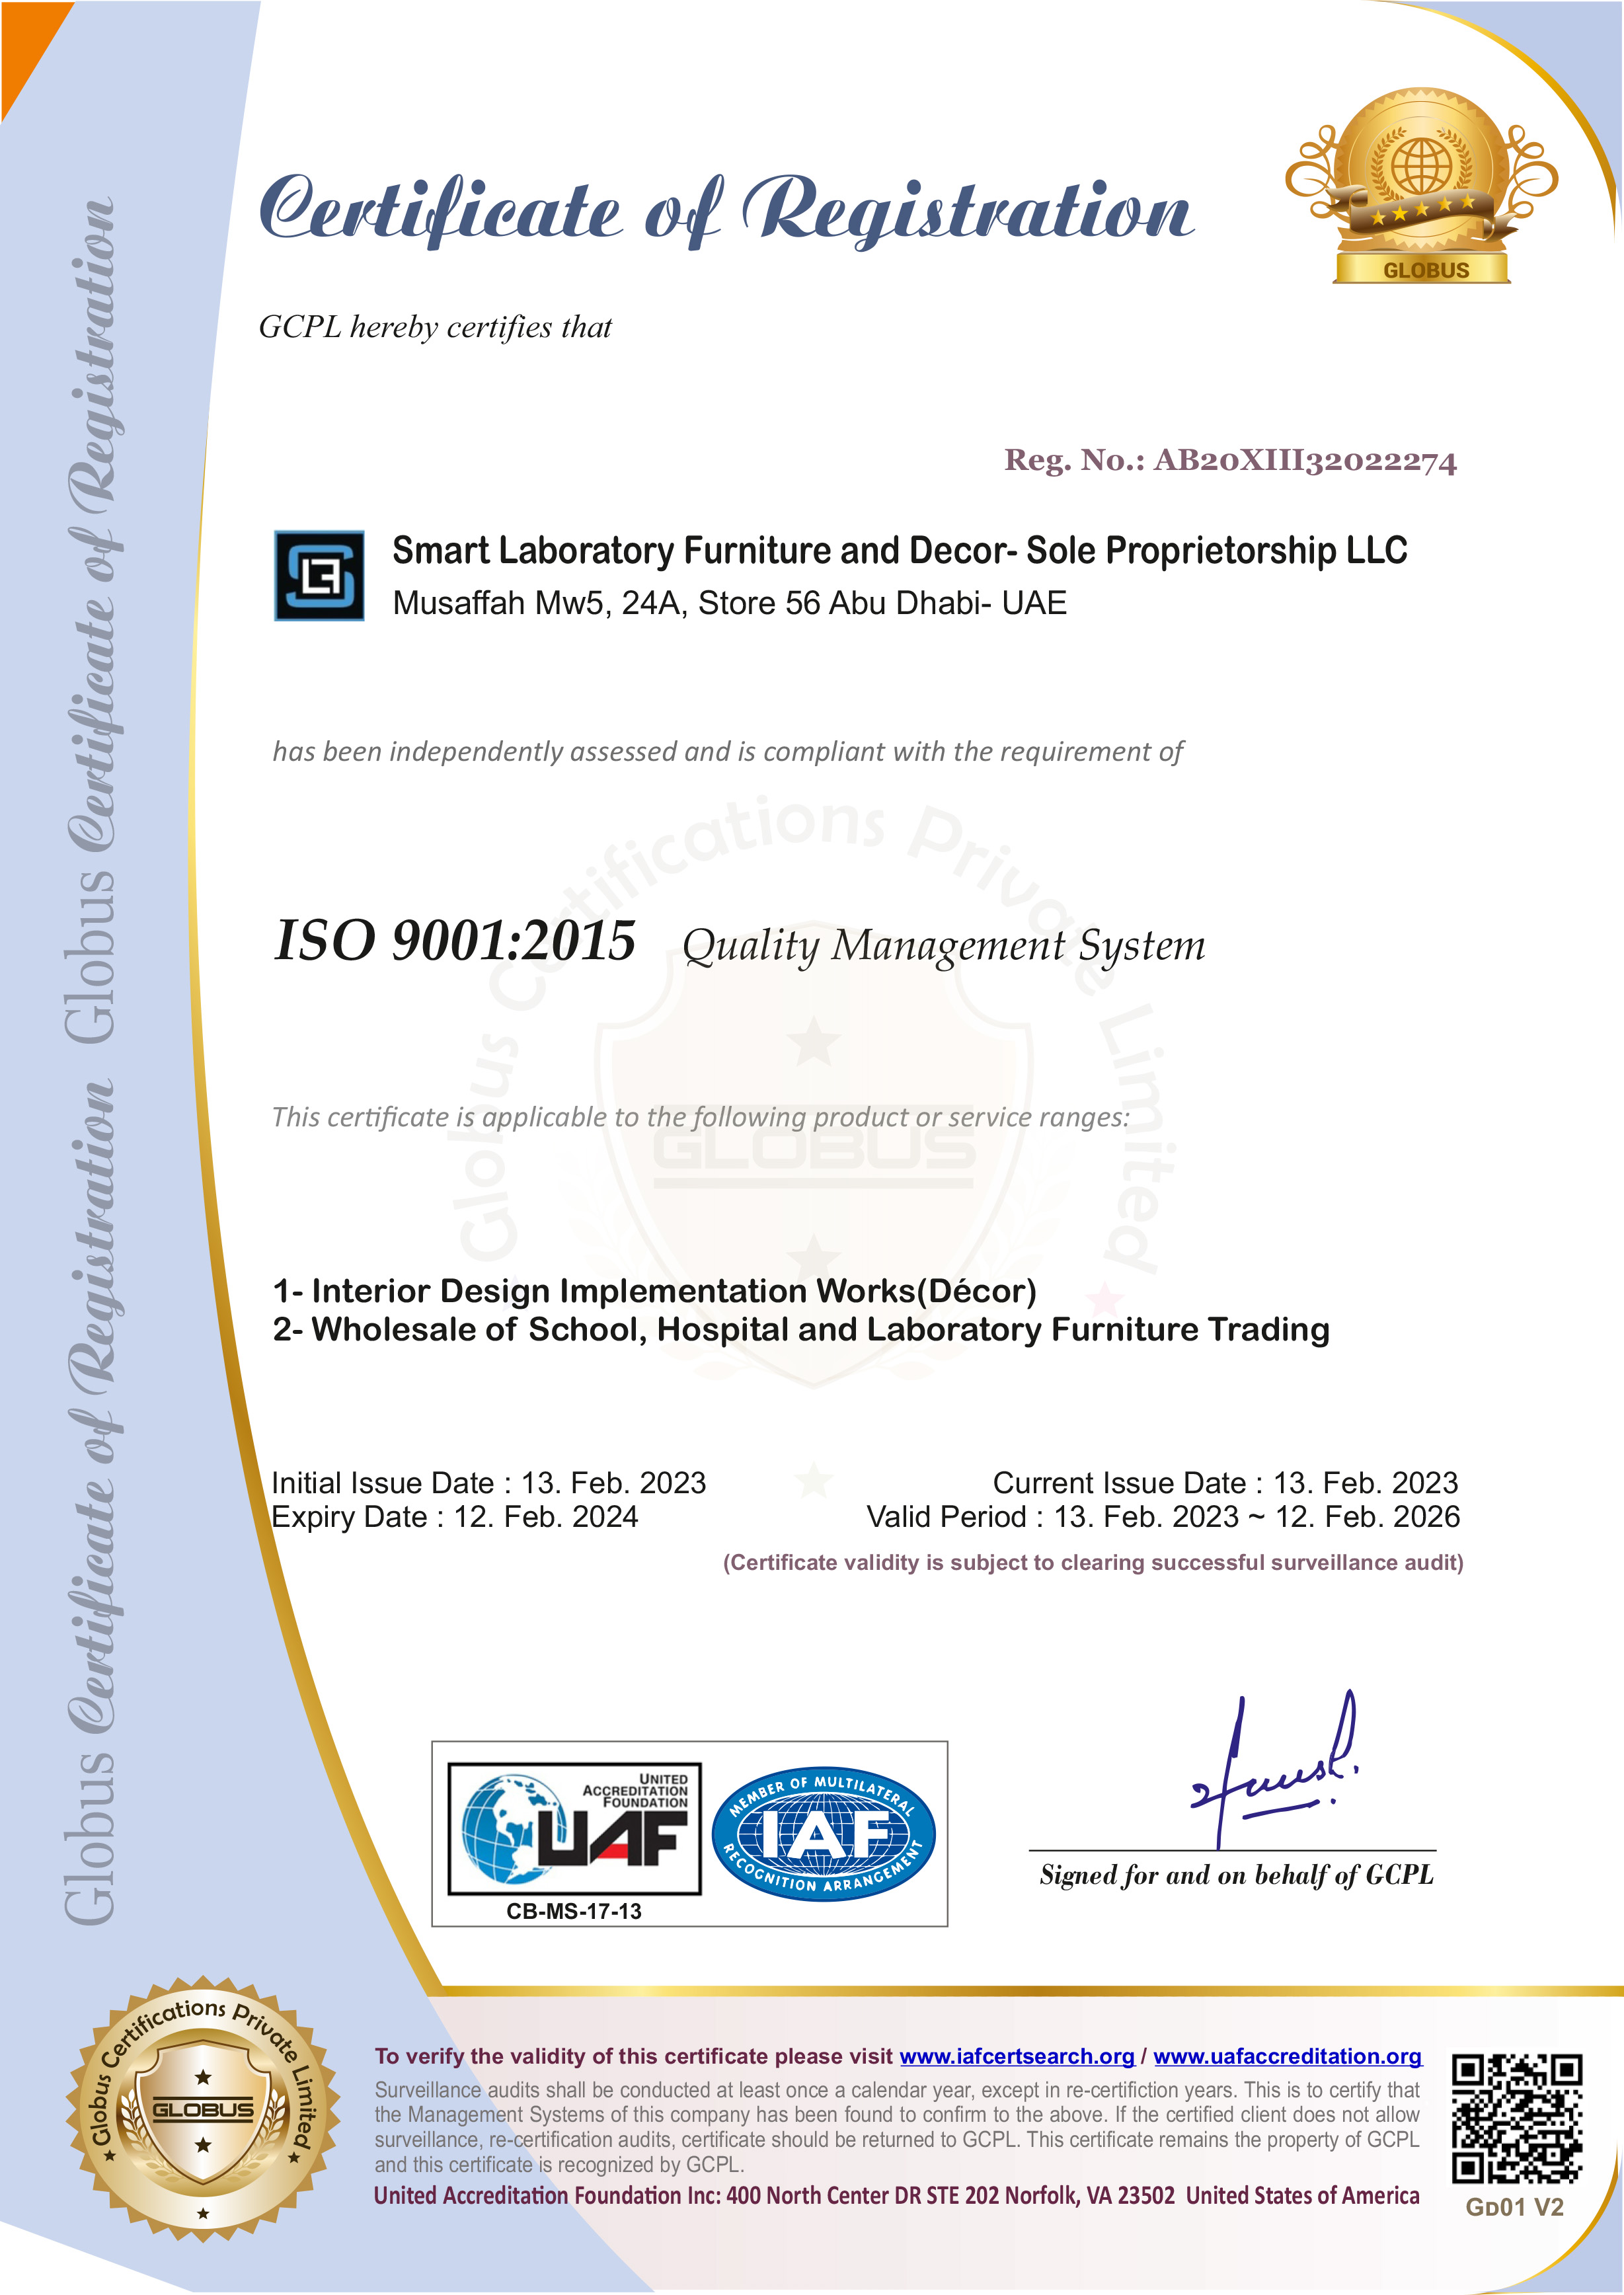 Certificate of Registration
GLOBUS
GCPL hereby certifies that
Reg. No.: AB20XIII32022274
Smart Laboratory Furniture and Decor- Sole Proprietorship LLC
Musaffah Mw5, 24A, Store 56 Abu Dhabi- UAE
has been independently assessed and is compliant with the requirement of
ISO 9001:2015 Quality Management System
This certificate is applicable to the following product or service ranges:
Globus Certifications Private Limited
GLOBUS
1- Interior Design Implementation Works(Décor)
2- Wholesale of School, Hospital and Laboratory Furniture Trading
Initial Issue Date : 13. Feb. 2023
Current Issue Date : 13. Feb. 2023
Expiry Date : 12. Feb. 2024
Valid Period : 13. Feb. 2023 ~ 12. Feb. 2026
(Certificate validity is subject to clearing successful surveillance audit)
UNITED
ACCREDITATION
FOUNDATION
UAF
CB-MS-17-13
MEMBER OF MULTILATERAL
IAF
RECOGNITION ARRANGEMENT
Signed for and on behalf of GCPL
Globus Certificate of Registration Globus Certificate of Registration
Globus Certifications Private Limited
GLOBUS
To verify the validity of this certificate please visit www.iafcertsearch.org / www.uafaccreditation.org
Surveillance audits shall be conducted at least once a calendar year, except in re-certifiction years. This is to certify that
the Management Systems of this company has been found to confirm to the above. If the certified client does not allow
surveillance, re-certification audits, certificate should be returned to GCPL. This certificate remains the property of GCPL
and this certificate is recognized by GCPL.
United Accreditation Foundation Inc: 400 North Center DR STE 202 Norfolk, VA 23502 United States of America
GD01 V2